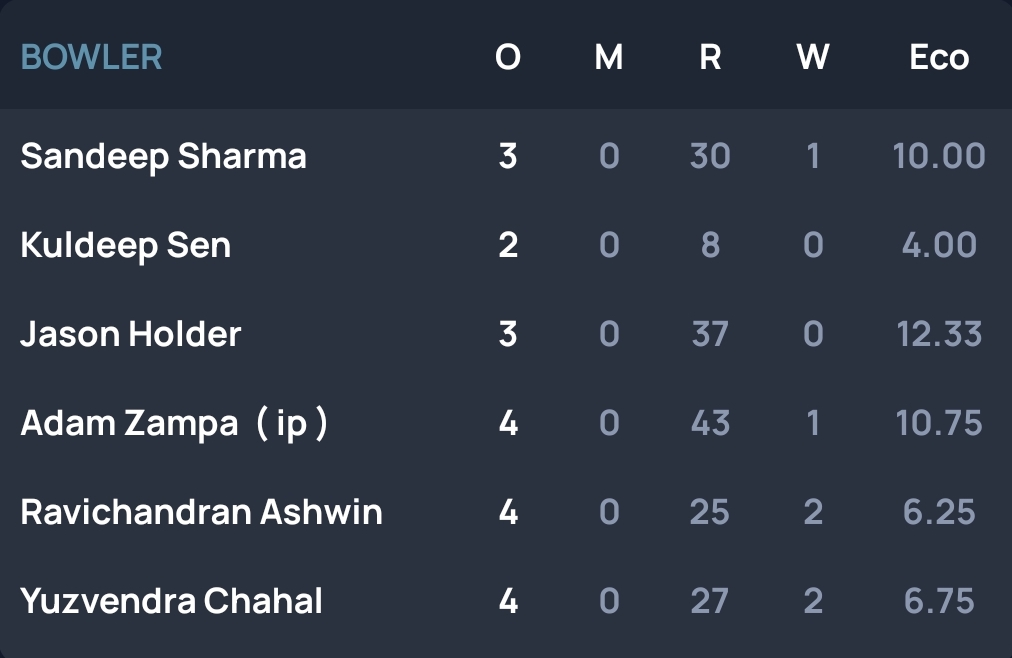 BOWLER O M R W Eco
Sandeep Sharma 3 0 30 1 10.00
Kuldeep Sen 2 0 8 0 4.00
Jason Holder 3 0 37 0 12.33
Adam Zampa ( ip ) 4 0 43 1 10.75
Ravichandran Ashwin 4 0 25 2 6.25
Yuzvendra Chahal 4 0 27 2 6.75